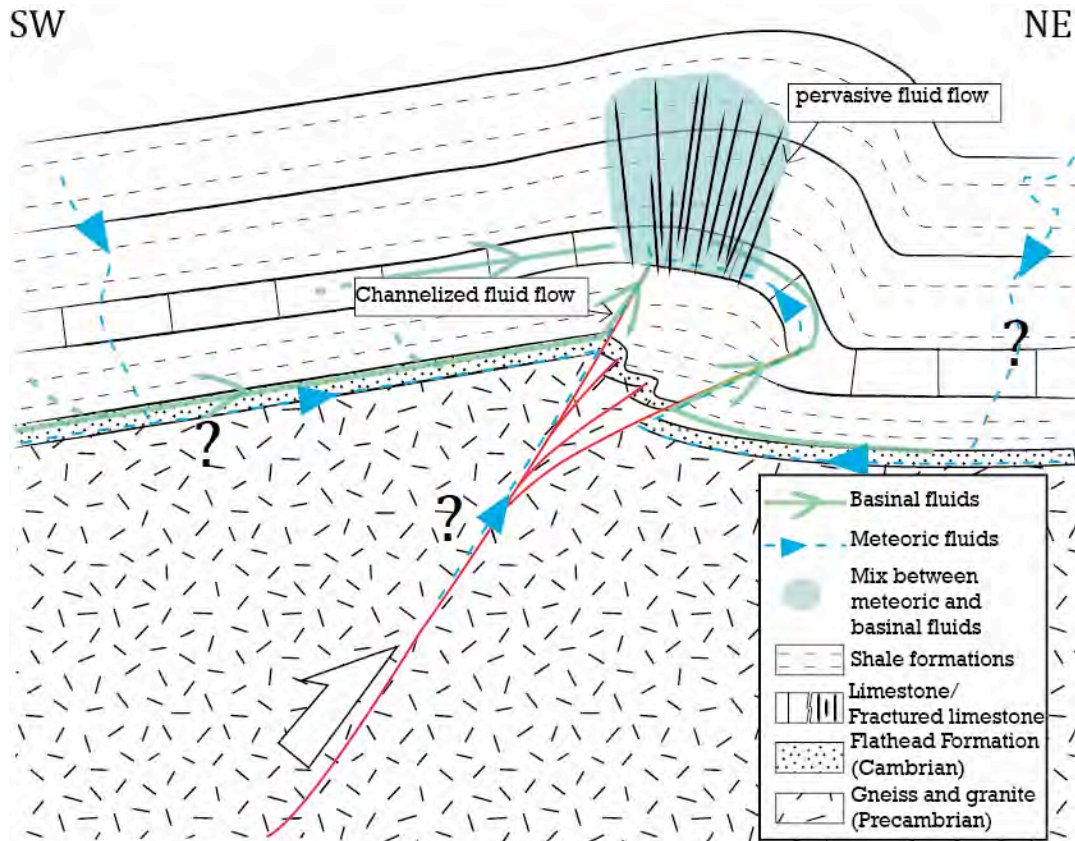 SW
NE
pervasive fluid flow
Channelized fluid flow
?
?
?
Basinal fluids
Meteoric fluids
Mix between
meteoric and
basinal fluids
Shale formations
Limestone/
Fractured limestone
Flathead Formation
(Cambrian)
Gneiss and granite
(Precambrian)